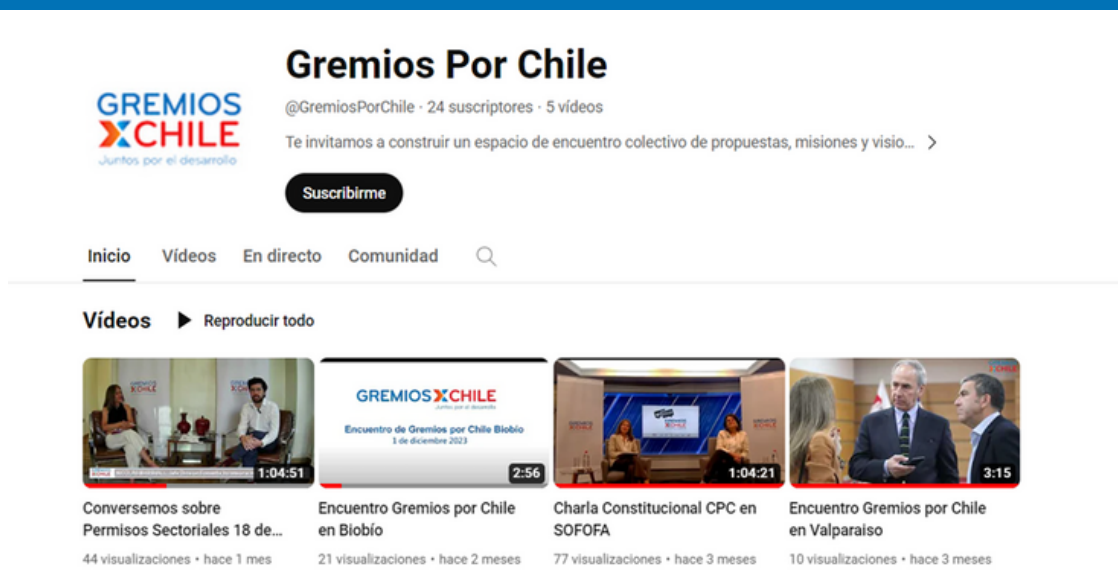 Gremios Por Chile
GREMIOS
XCHILE
Juntos por el desarrollo
@GremiosPorChile · 24 suscriptores · 5 vídeos
Te invitamos a construir un espacio de encuentro colectivo de propuestas, misiones y visio...
Suscribirme
Inicio Vídeos En directo Comunidad
Vídeos Reproducir todo
GREMIOS
XCHILE
1:04:51
GREMIOSXCHILE
Juntos por el desarrollo
Encuentro de Gremios por Chile Biobío
1 de diciembre 2023
2:56
1:04:21
3:15
Conversemos sobre
Permisos Sectoriales 18 de...
44 visualizaciones • hace 1 mes
Encuentro Gremios por Chile
en Biobío
21 visualizaciones • hace 2 meses
Charla Constitucional CPC en
SOFOFA
77 visualizaciones • hace 3 meses
Encuentro Gremios por Chile
en Valparaiso
10 visualizaciones • hace 3 meses